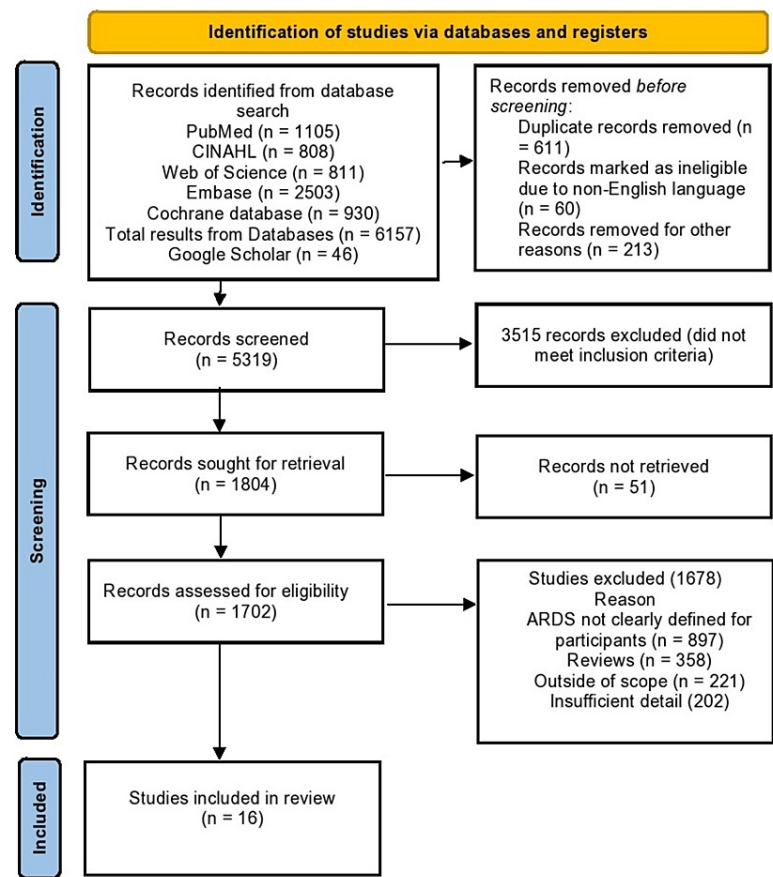 Identification of studies via databases and registers
Identification
Records identified from database
search
PubMed (n = 1105)
CINAHL (n = 808)
Web of Science (n = 811)
Embase (n = 2503)
Cochrane database (n = 930)
Total results from Databases (n = 6157)
Google Scholar (n = 46)
Records removed before
screening:
Duplicate records removed (n
= 611)
Records marked as ineligible
due to non-English language
(n = 60)
Records removed for other
reasons (n = 213)
Screening
Records screened
(n = 5319)
3515 records excluded (did not
meet inclusion criteria)
Records sought for retrieval
(n = 1804)
Records not retrieved
(n = 51)
Records assessed for eligibility
(n = 1702)
Studies excluded (1678)
Reason
ARDS not clearly defined for
participants (n = 897)
Reviews (n = 358)
Outside of scope (n = 221)
Insufficient detail (202)
Included
Studies included in review
(n = 16)